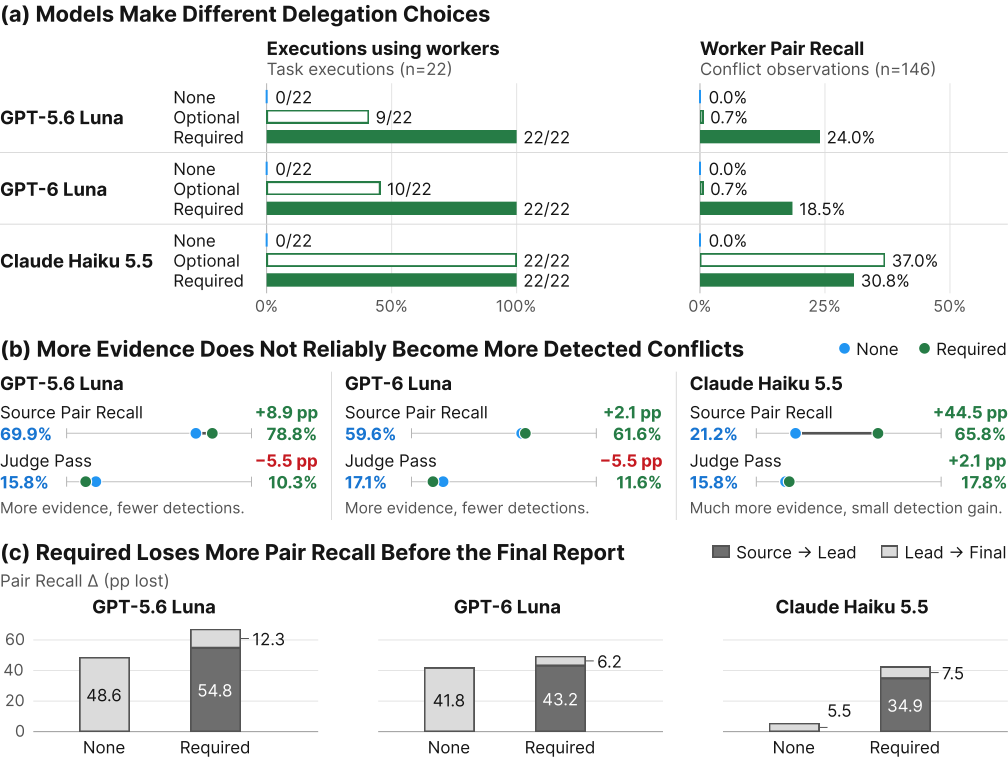 (a) Models Make Different Delegation Choices
Executions using workers
Task executions (n=22)
Worker Pair Recall
Conflict observations (n=146)
GPT-5.6 Luna
None 0/22 0.0%
Optional 9/22 0.7%
Required 22/22 24.0%
GPT-6 Luna
None 0/22 0.0%
Optional 10/22 0.7%
Required 22/22 18.5%
Claude Haiku 5.5
None 0/22 0.0%
Optional 22/22 37.0%
Required 22/22 30.8%
0% 50% 100% 0% 25% 50%
(b) More Evidence Does Not Reliably Become More Detected Conflicts
None Required
GPT-5.6 Luna
Source Pair Recall +8.9 pp
69.9% 78.8%
Judge Pass −5.5 pp
15.8% 10.3%
More evidence, fewer detections.
GPT-6 Luna
Source Pair Recall +2.1 pp
59.6% 61.6%
Judge Pass −5.5 pp
17.1% 11.6%
More evidence, fewer detections.
Claude Haiku 5.5
Source Pair Recall +44.5 pp
21.2% 65.8%
Judge Pass +2.1 pp
15.8% 17.8%
Much more evidence, small detection gain.
(c) Required Loses More Pair Recall Before the Final Report
Source → Lead Lead → Final
Pair Recall Δ (pp lost)
GPT-5.6 Luna
60
40
20
0
48.6
12.3
54.8
None Required
GPT-6 Luna
41.8
6.2
43.2
None Required
Claude Haiku 5.5
5.5
7.5
34.9
None Required